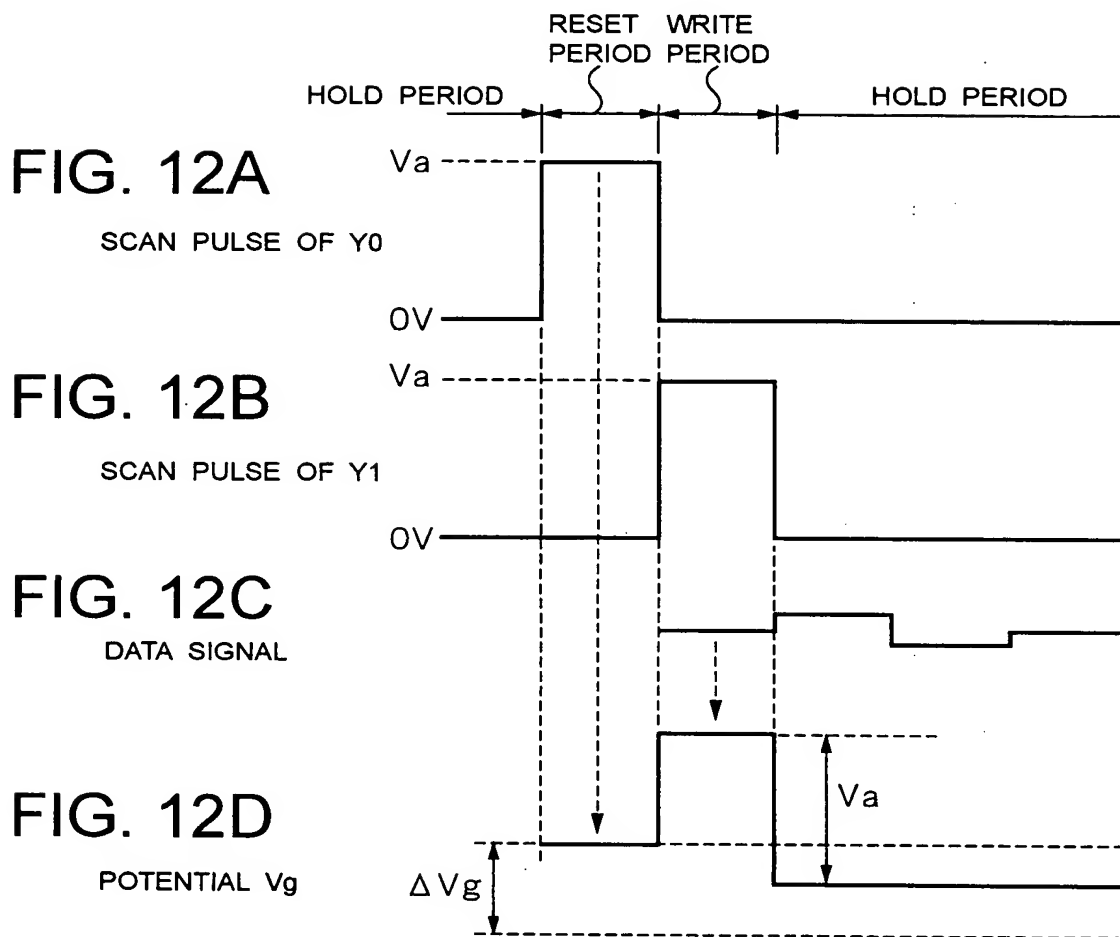 RESET WRITE
PERIOD PERIOD
HOLD PERIOD
HOLD PERIOD
FIG. 12A
Va
SCAN PULSE OF Y0
0V
FIG. 12B
Va
SCAN PULSE OF Y1
0V
FIG. 12C
DATA SIGNAL
FIG. 12D
Va
POTENTIAL Vg
ΔVg